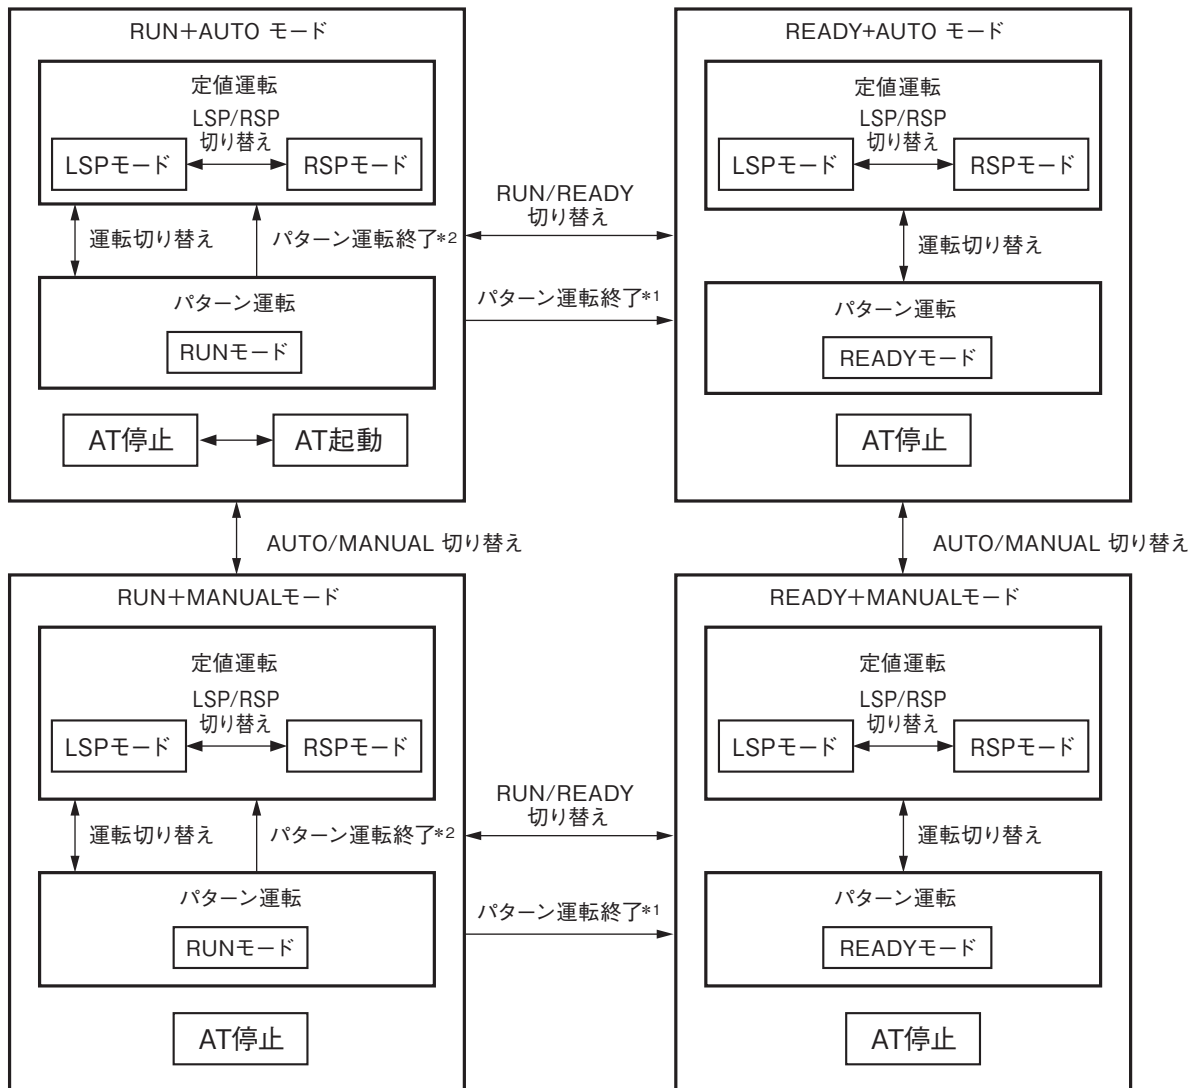 RUN+AUTO モード
定値運転
LSP/RSP
切り替え
LSPモード
RSPモード
運転切り替え
パターン運転終了*2
パターン運転
RUNモード
AT停止
AT起動
RUN/READY
切り替え
パターン運転終了*1
READY+AUTO モード
定値運転
LSP/RSP
切り替え
LSPモード
RSPモード
運転切り替え
パターン運転
READYモード
AT停止
AUTO/MANUAL 切り替え
AUTO/MANUAL 切り替え
RUN+MANUALモード
定値運転
LSP/RSP
切り替え
LSPモード
RSPモード
運転切り替え
パターン運転終了*2
パターン運転
RUNモード
AT停止
RUN/READY
切り替え
パターン運転終了*1
READY+MANUALモード
定値運転
LSP/RSP
切り替え
LSPモード
RSPモード
運転切り替え
パターン運転
READYモード
AT停止